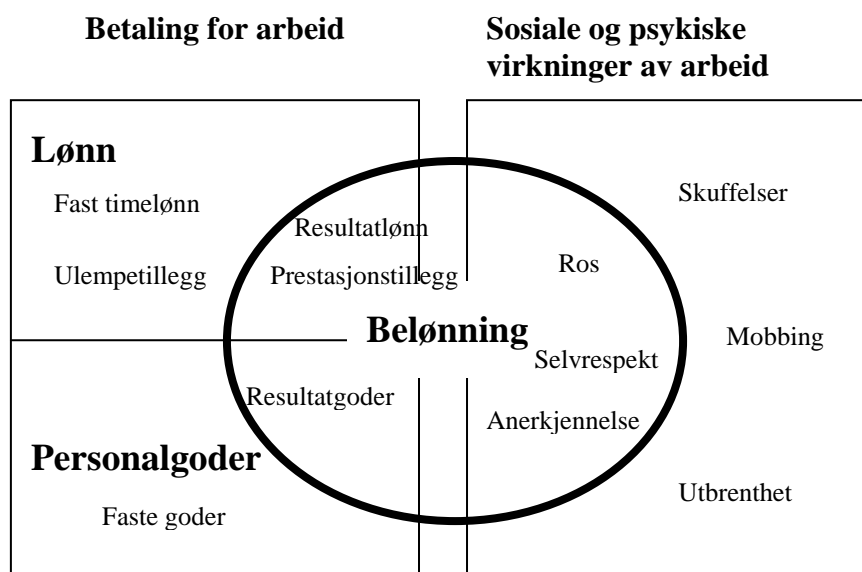 Betaling for arbeid
Sosiale og psykiske
virkninger av arbeid
Lønn
Fast timelønn
Ulempetillegg
Resultatlønn
Prestasjonstillegg
Skuffelser
Ros
Belønning
Mobbing
Selvrespekt
Resultatgoder
Anerkjennelse
Personalgoder
Faste goder
Utbrenthet